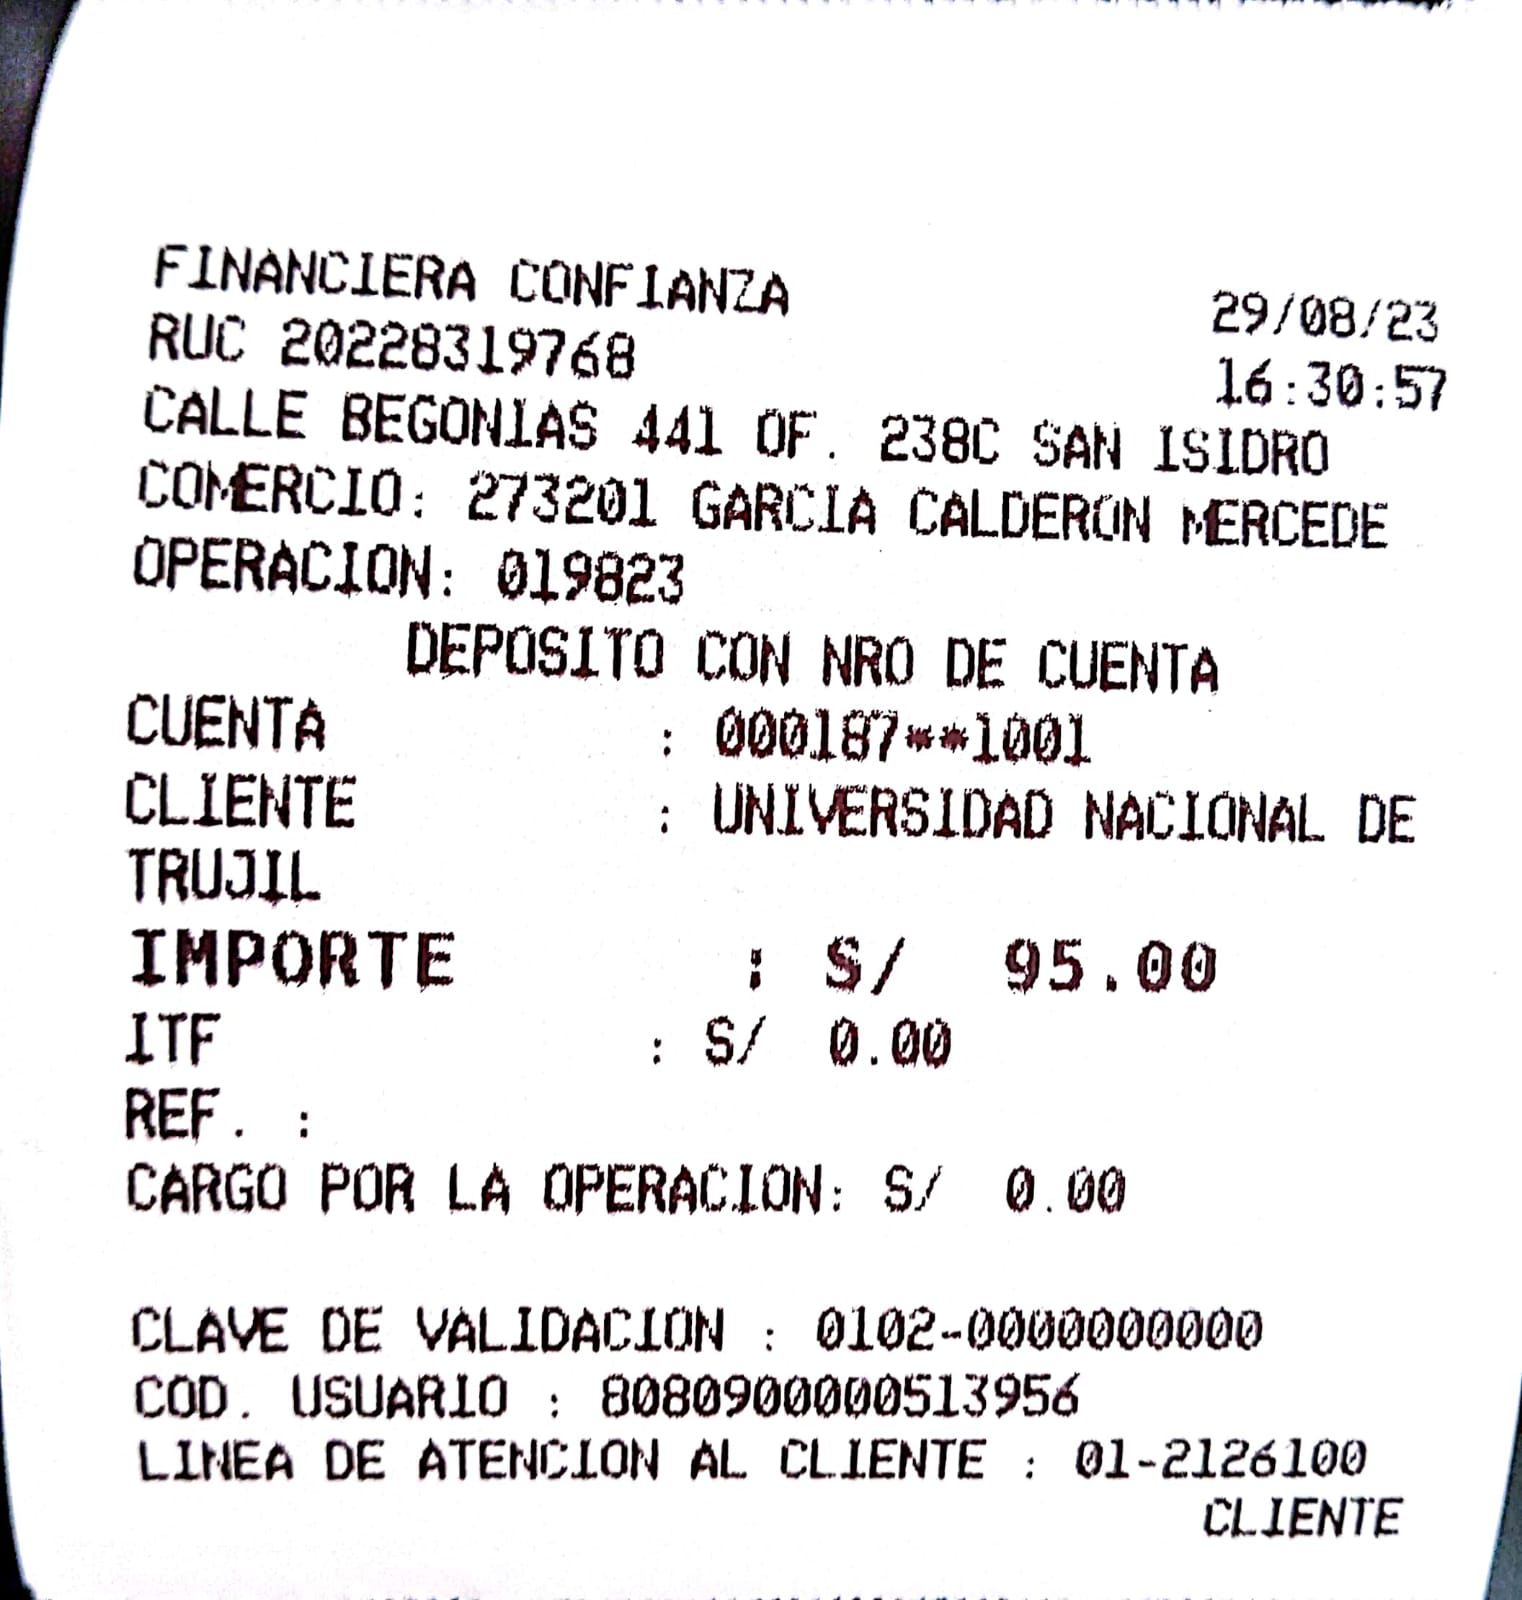 FINANCIERA CONFIANZA
29/08/23
RUC 20228319768
16:30:57
CALLE BEGONIAS 441 OF. 238C SAN ISIDRO
COMERCIO: 273201 GARCIA CALDERON MERCEDE
OPERACION: 019823
DEPOSITO CON NRO DE CUENTA
CUENTA : 000187**1001
CLIENTE : UNIVERSIDAD NACIONAL DE
TRUJIL
IMPORTE : S/ 95.00
ITF : S/ 0.00
REF. :
CARGO POR LA OPERACION: S/ 0.00
CLAVE DE VALIDACION : 0102-0000000000
COD. USUARIO : 8080900000513956
LINEA DE ATENCION AL CLIENTE : 01-2126100
CLIENTE